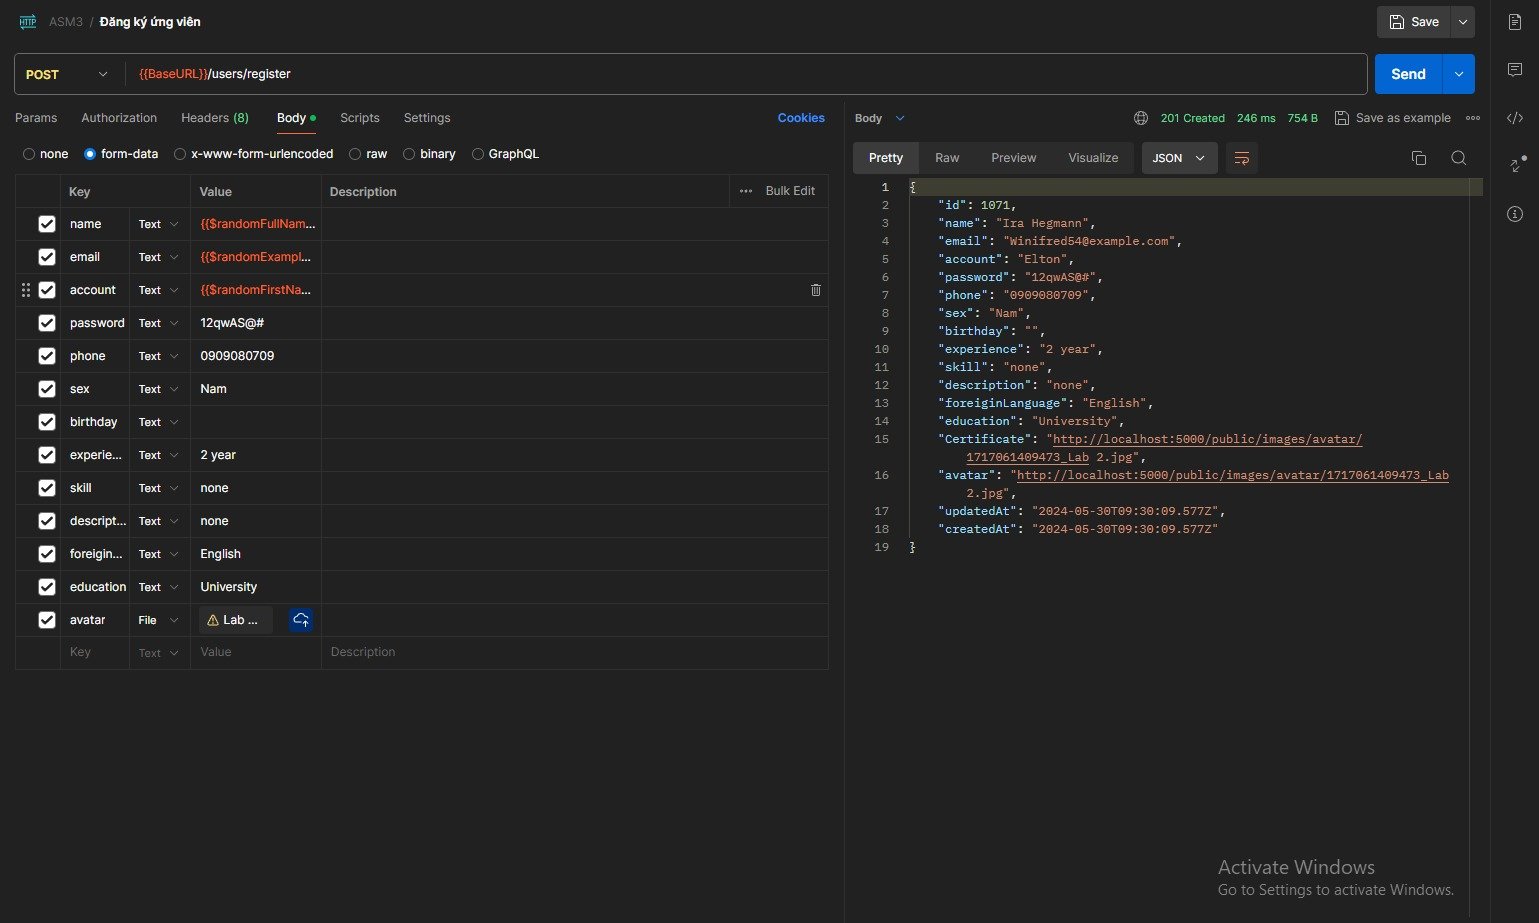 HTTP ASM3 / Đăng ký ứng viên
Save
POST {{BaseURL}}/users/register
Send
Params Authorization Headers (8) Body Scripts Settings Cookies
none form-data x-www-form-urlencoded raw binary GraphQL
Key Value Description ... Bulk Edit
name Text {{$randomFullNam...
email Text {{$randomExampl...
account Text {{$randomFirstNa...
password Text 12qwAS@#
phone Text 0909080709
sex Text Nam
birthday Text
experie... Text 2 year
skill Text none
descript... Text none
foreigin... Text English
education Text University
avatar File Lab ...
Key Text Value Description
Body 201 Created 246 ms 754 B Save as example
Pretty Raw Preview Visualize JSON
1 {
2 "id": 1071,
3 "name": "Ira Hegmann",
4 "email": "Winifred54@example.com",
5 "account": "Elton",
6 "password": "12qwAS@#",
7 "phone": "0909080709",
8 "sex": "Nam",
9 "birthday": "",
10 "experience": "2 year",
11 "skill": "none",
12 "description": "none",
13 "foreiginLanguage": "English",
14 "education": "University",
15 "Certificate": "http://localhost:5000/public/images/avatar/
1717061409473_Lab 2.jpg",
16 "avatar": "http://localhost:5000/public/images/avatar/1717061409473_Lab
2.jpg",
17 "updatedAt": "2024-05-30T09:30:09.577Z",
18 "createdAt": "2024-05-30T09:30:09.577Z"
19 }
Activate Windows
Go to Settings to activate Windows.